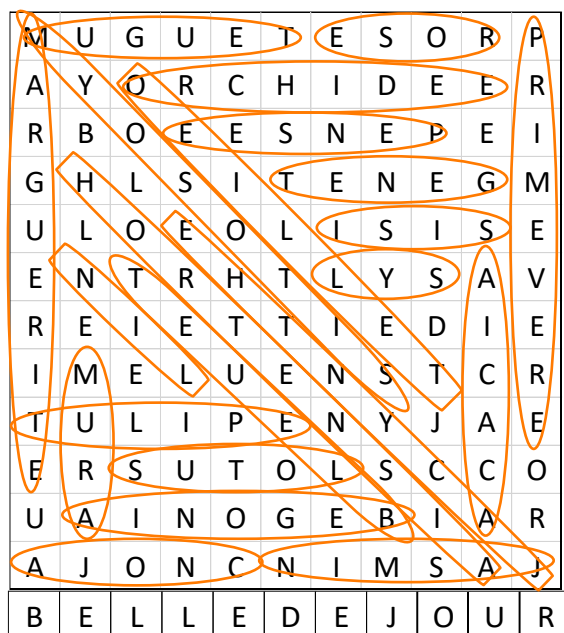 M U G U E T E S O R P
A Y O R C H I D E E R
R B O E E S N E P E I
G H L S I T E N E G M
U L O E O L I S I S E
E N T R H T L Y S A V
R E I E T T I E D I E
I M E L U E N S T C R
T U L I P E N Y J A E
E R S U T O L S C C O
U A I N O G E B I A R
A J O N C N I M S A J
B E L L E D E J O U R